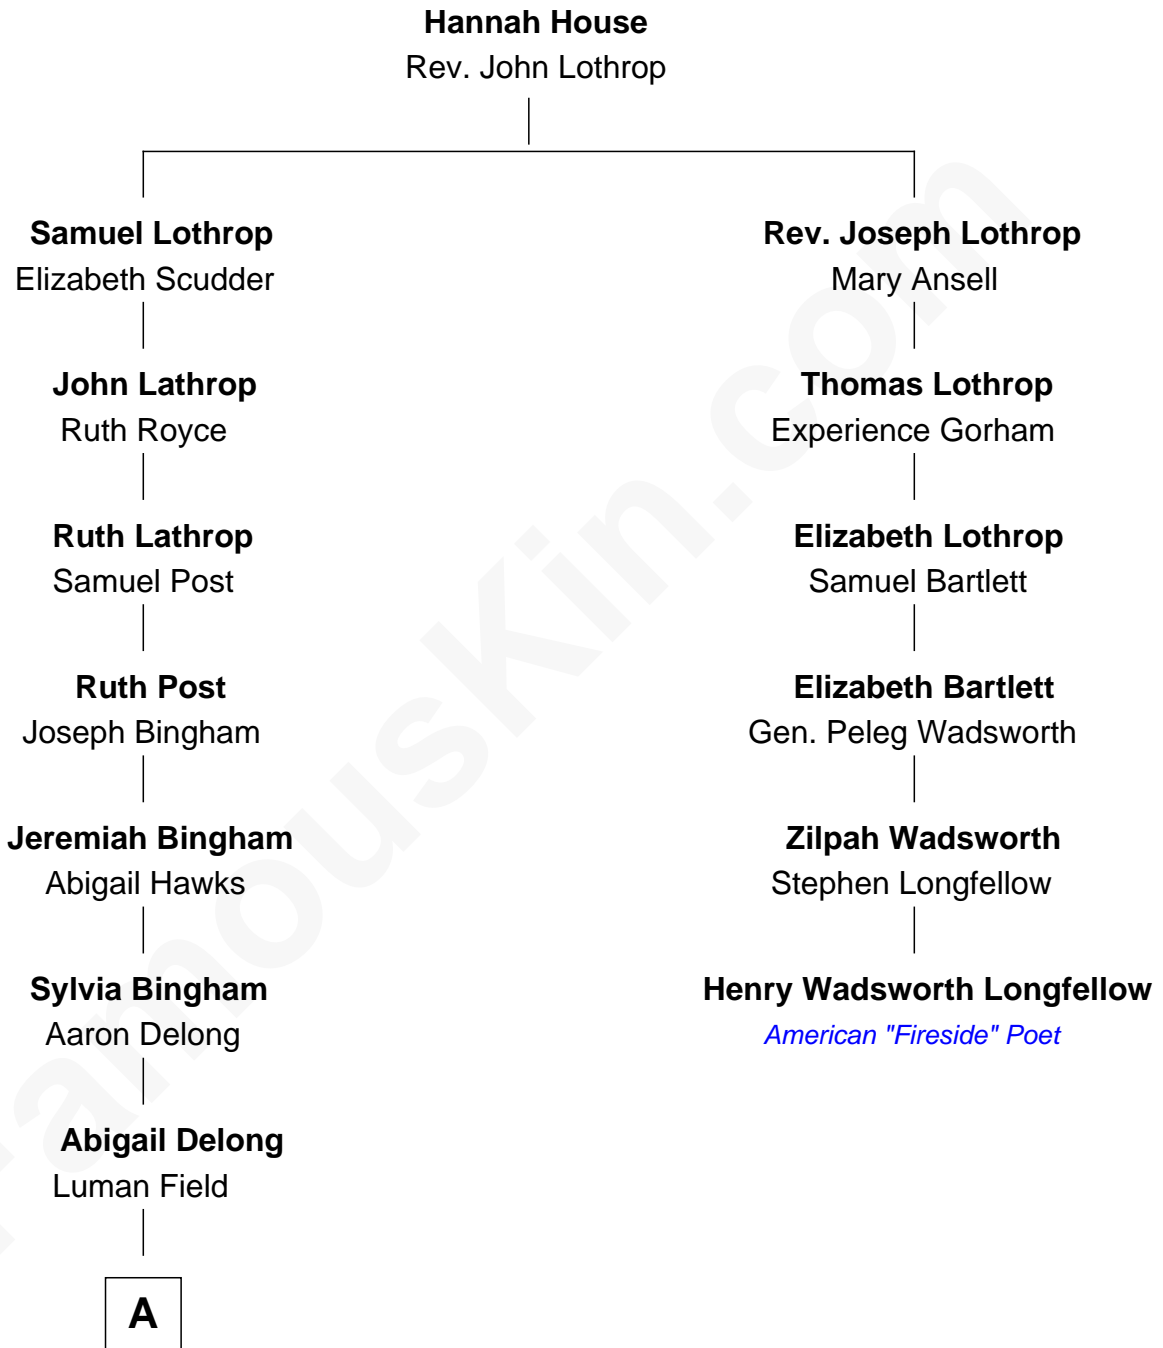 Hannah House
Rev. John Lothrop
Samuel Lothrop
Elizabeth Scudder
Rev. Joseph Lothrop
Mary Ansell
John Lathrop
Ruth Royce
Thomas Lothrop
Experience Gorham
Ruth Lathrop
Samuel Post
Elizabeth Lothrop
Samuel Bartlett
Ruth Post
Joseph Bingham
Elizabeth Bartlett
Gen. Peleg Wadsworth
Jeremiah Bingham
Abigail Hawks
Zilpah Wadsworth
Stephen Longfellow
Sylvia Bingham
Aaron Delong
Henry Wadsworth Longfellow
American "Fireside" Poet
Abigail Delong
Luman Field
A
FamousKin.com